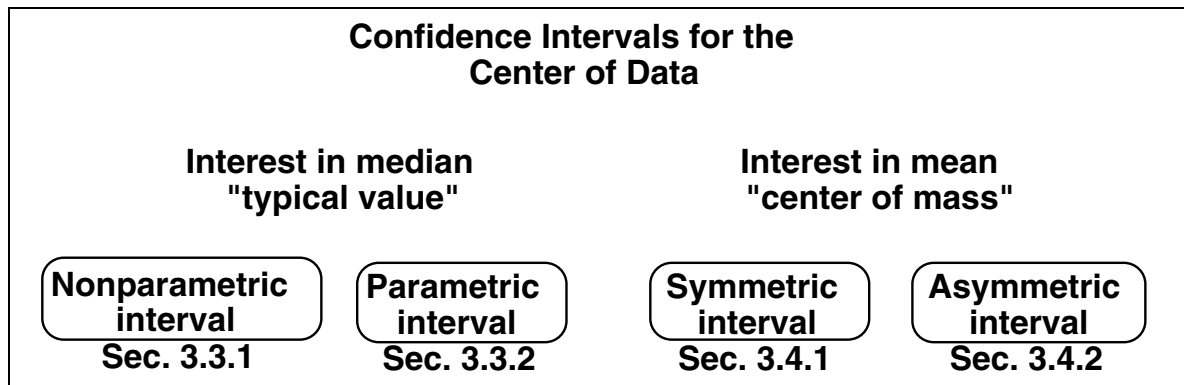 Confidence Intervals for the
Center of Data
Interest in median
"typical value"
Interest in mean
"center of mass"
Nonparametric
interval
Sec. 3.3.1
Parametric
interval
Sec. 3.3.2
Symmetric
interval
Sec. 3.4.1
Asymmetric
interval
Sec. 3.4.2